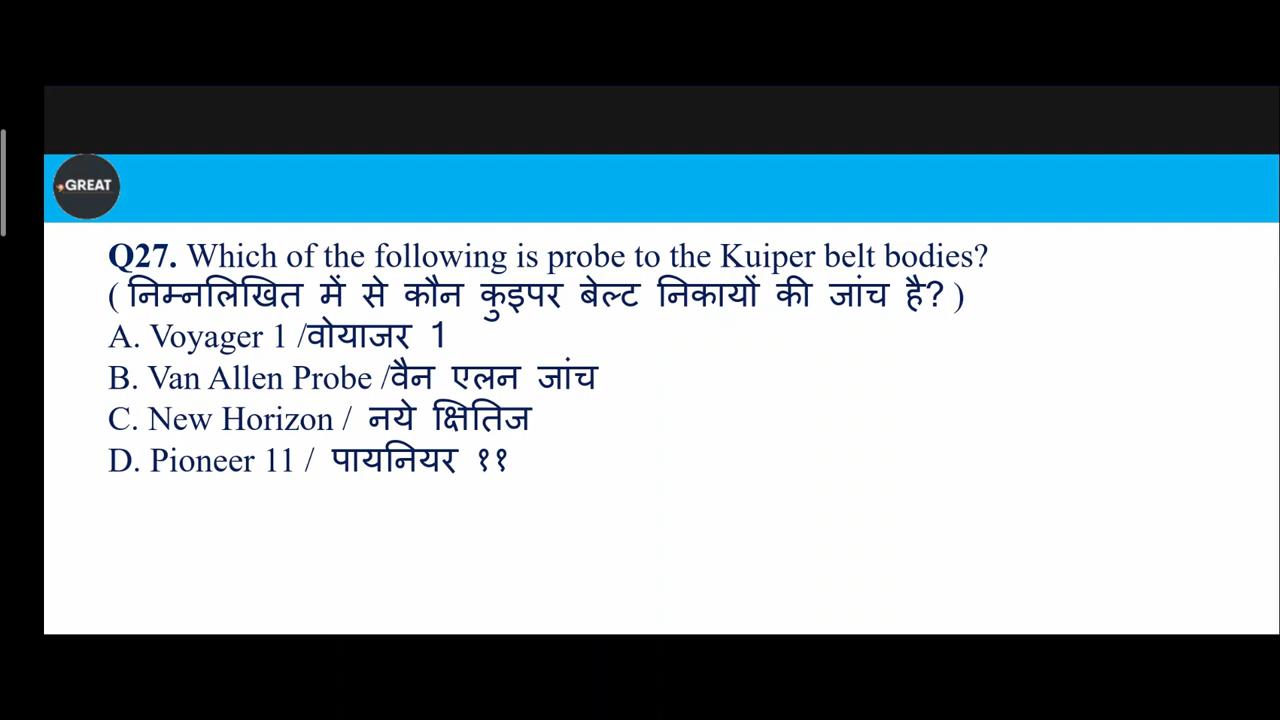 GREAT
Q27. Which of the following is probe to the Kuiper belt bodies?
( निम्नलिखित में से कौन कुइपर बेल्ट निकायों की जांच है? )
A. Voyager 1 /वोयाजर 1
B. Van Allen Probe /वैन एलन जांच
C. New Horizon / नये क्षितिज
D. Pioneer 11 / पायनियर ११